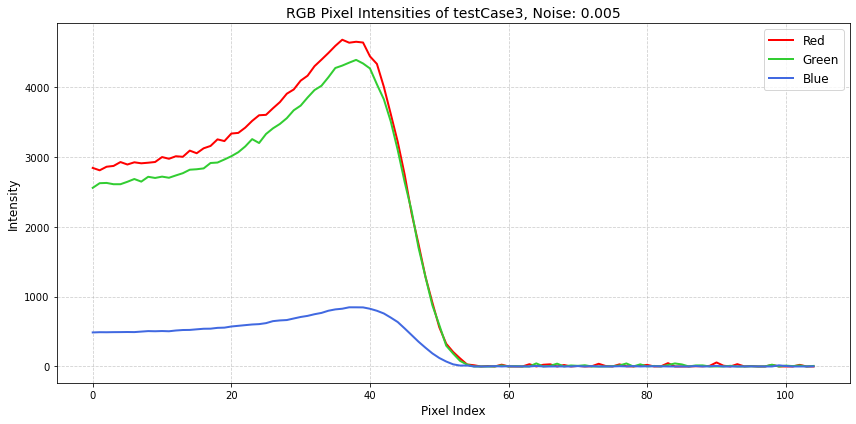 RGB Pixel Intensities of testCase3, Noise: 0.005
Red
Green
Blue
Intensity
4000
3000
2000
1000
0
0
20
40
60
80
100
Pixel Index